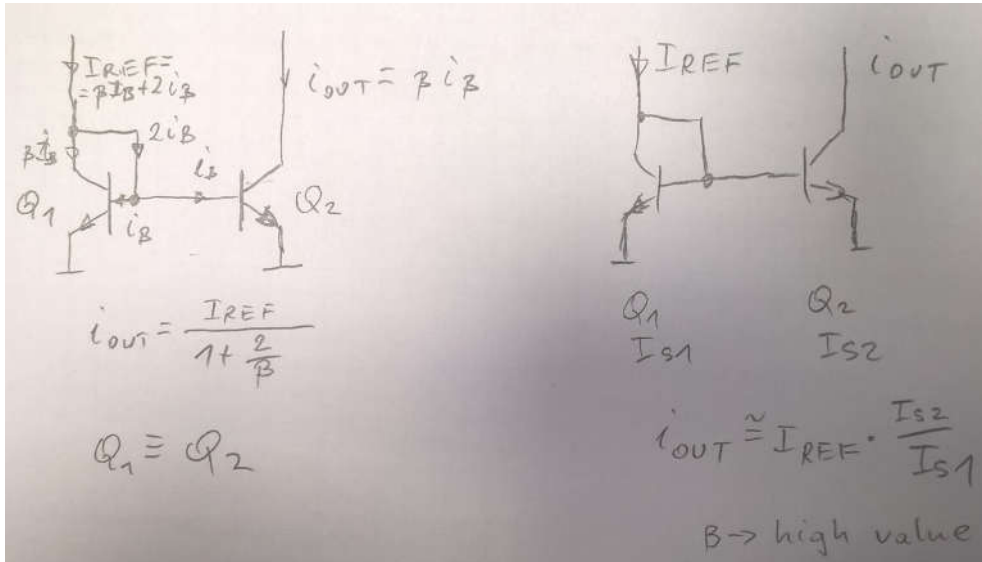 IREF=
=βIB+2iB
iOUT = β iB
2iB
βIB
iB
Q1
iB
Q2
iOUT = IREF / (1 + 2/β)
Q1 ≡ Q2
IREF
iOUT
Q1
IS1
Q2
IS2
iOUT ≅ IREF · IS2/IS1
B→ high value